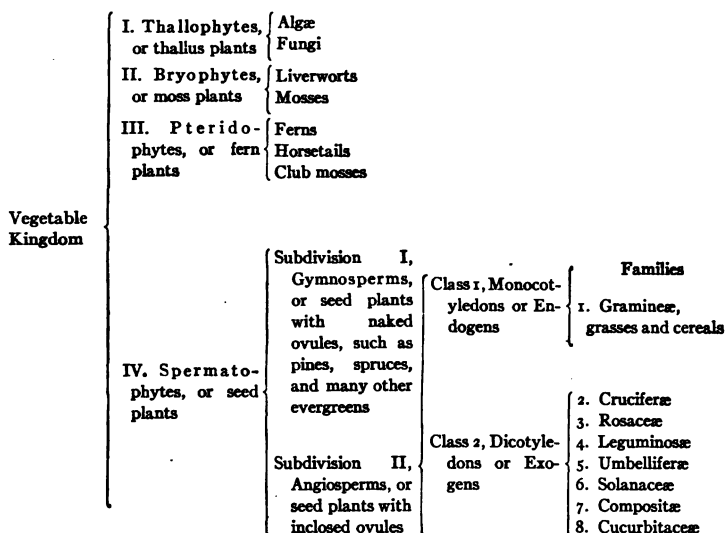 Vegetable
Kingdom
I. Thallophytes,
or thallus plants
Algæ
Fungi
II. Bryophytes,
or moss plants
Liverworts
Mosses
III. Pterido-
phytes, or fern
plants
Ferns
Horsetails
Club mosses
IV. Spermato-
phytes, or seed
plants
Subdivision I,
Gymnosperms,
or seed plants
with naked
ovules, such as
pines, spruces,
and many other
evergreens
Subdivision II,
Angiosperms, or
seed plants with
inclosed ovules
Class 1, Monocot-
yledons or En-
dogens
Families
1. Gramineæ,
grasses and cereals
Class 2, Dicotyle-
dons or Exo-
gens
2. Cruciferæ
3. Rosaceæ
4. Leguminosæ
5. Umbelliferæ
6. Solanaceæ
7. Compositæ
8. Cucurbitaceæ